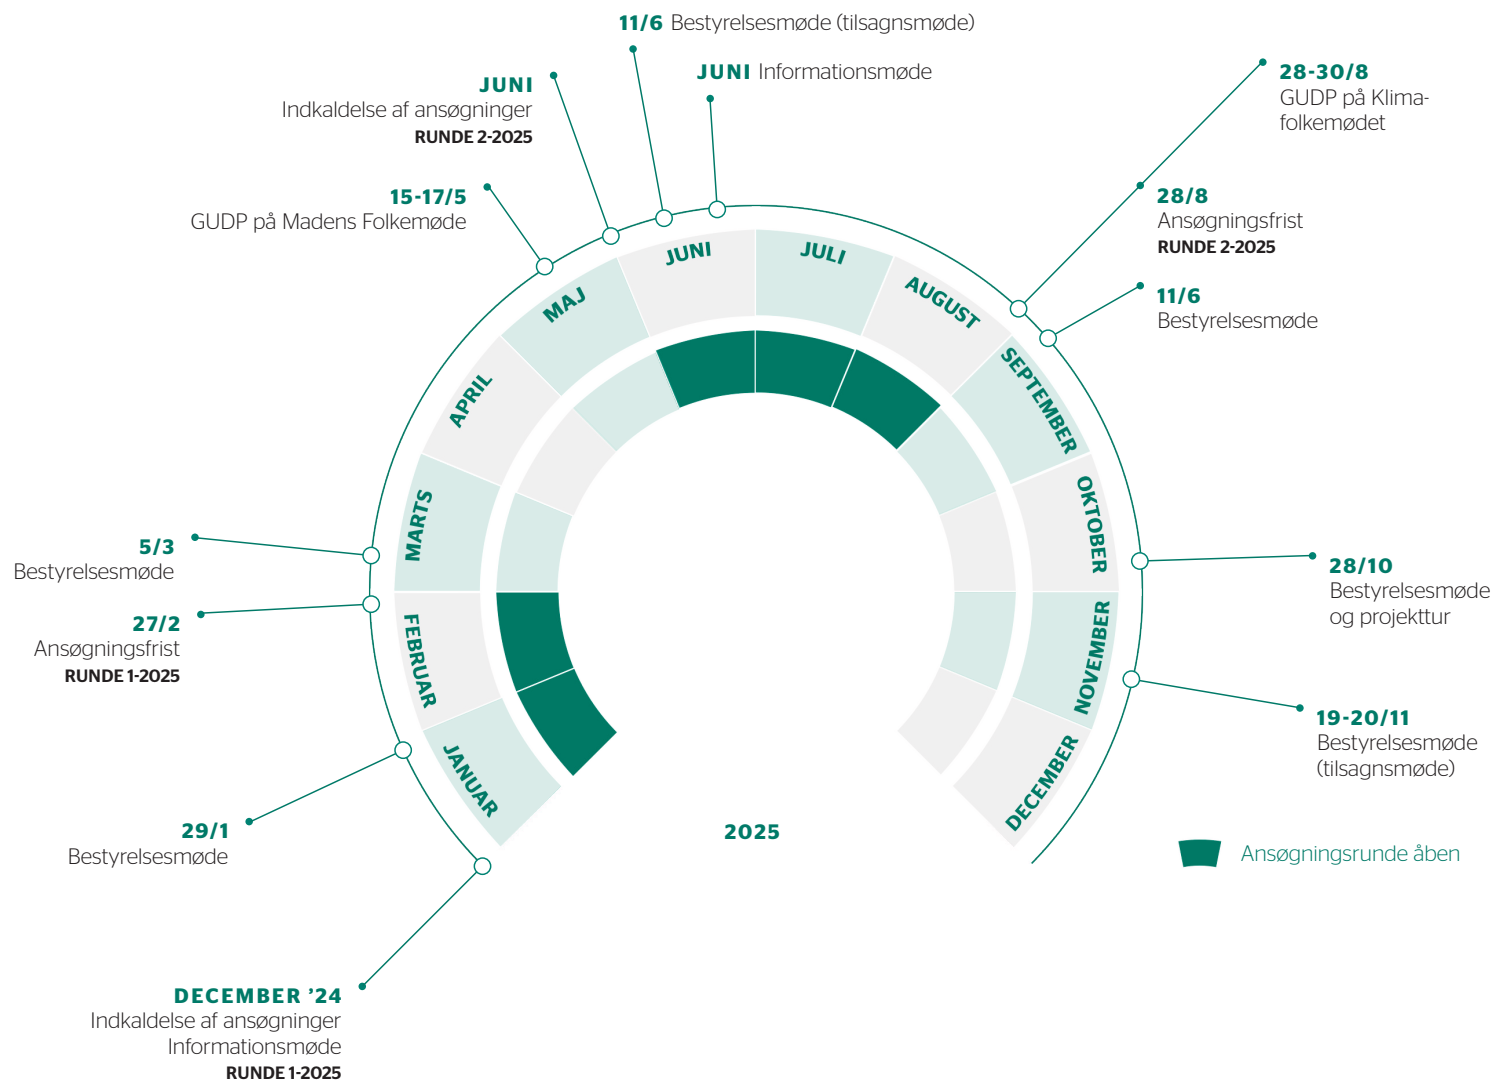 11/6 Bestyrelsesmøde (tilsagnsmøde)
JUNI Informationsmøde
JUNI
Indkaldelse af ansøgninger
RUNDE 2-2025
15-17/5
GUDP på Madens Folkemøde
28-30/8
GUDP på Klima-
folkemødet
28/8
Ansøgningsfrist
RUNDE 2-2025
11/6
Bestyrelsesmøde
5/3
Bestyrelsesmøde
27/2
Ansøgningsfrist
RUNDE 1-2025
29/1
Bestyrelsesmøde
DECEMBER ’24
Indkaldelse af ansøgninger
Informationsmøde
RUNDE 1-2025
JANUAR
FEBRUAR
MARTS
APRIL
MAJ
JUNI
JULI
AUGUST
SEPTEMBER
OKTOBER
NOVEMBER
DECEMBER
28/10
Bestyrelsesmøde
og projekttur
19-20/11
Bestyrelsesmøde
(tilsagnsmøde)
2025
Ansøgningsrunde åben